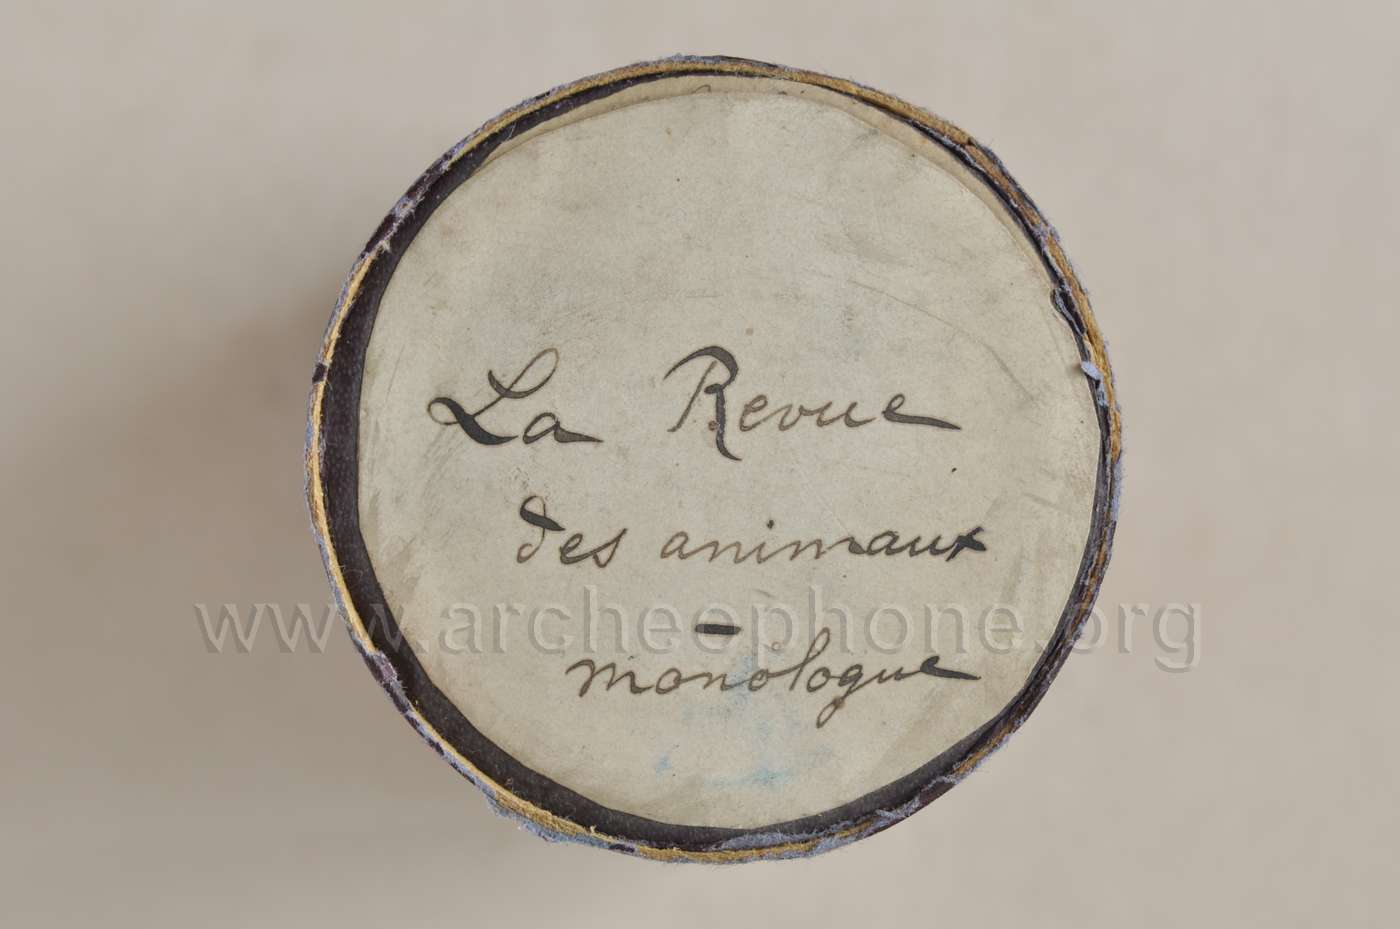 La Revue
des animaux
-
monologue
www.archeephone.org